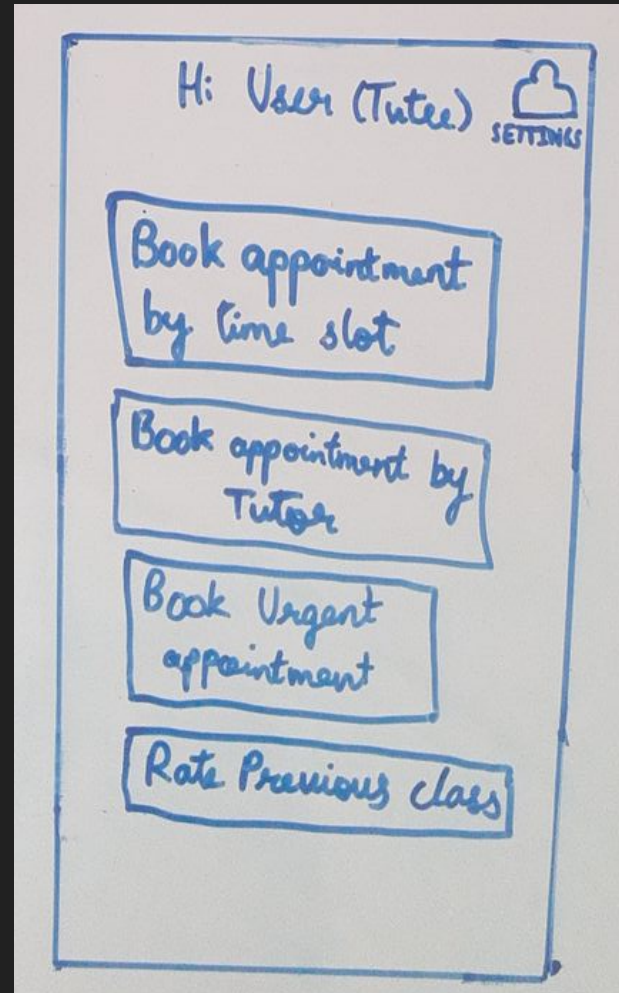 Hi User (Tutee)
SETTINGS
Book appointment
by time slot
Book appointment by
Tutor
Book Urgent
appointment
Rate Previous class